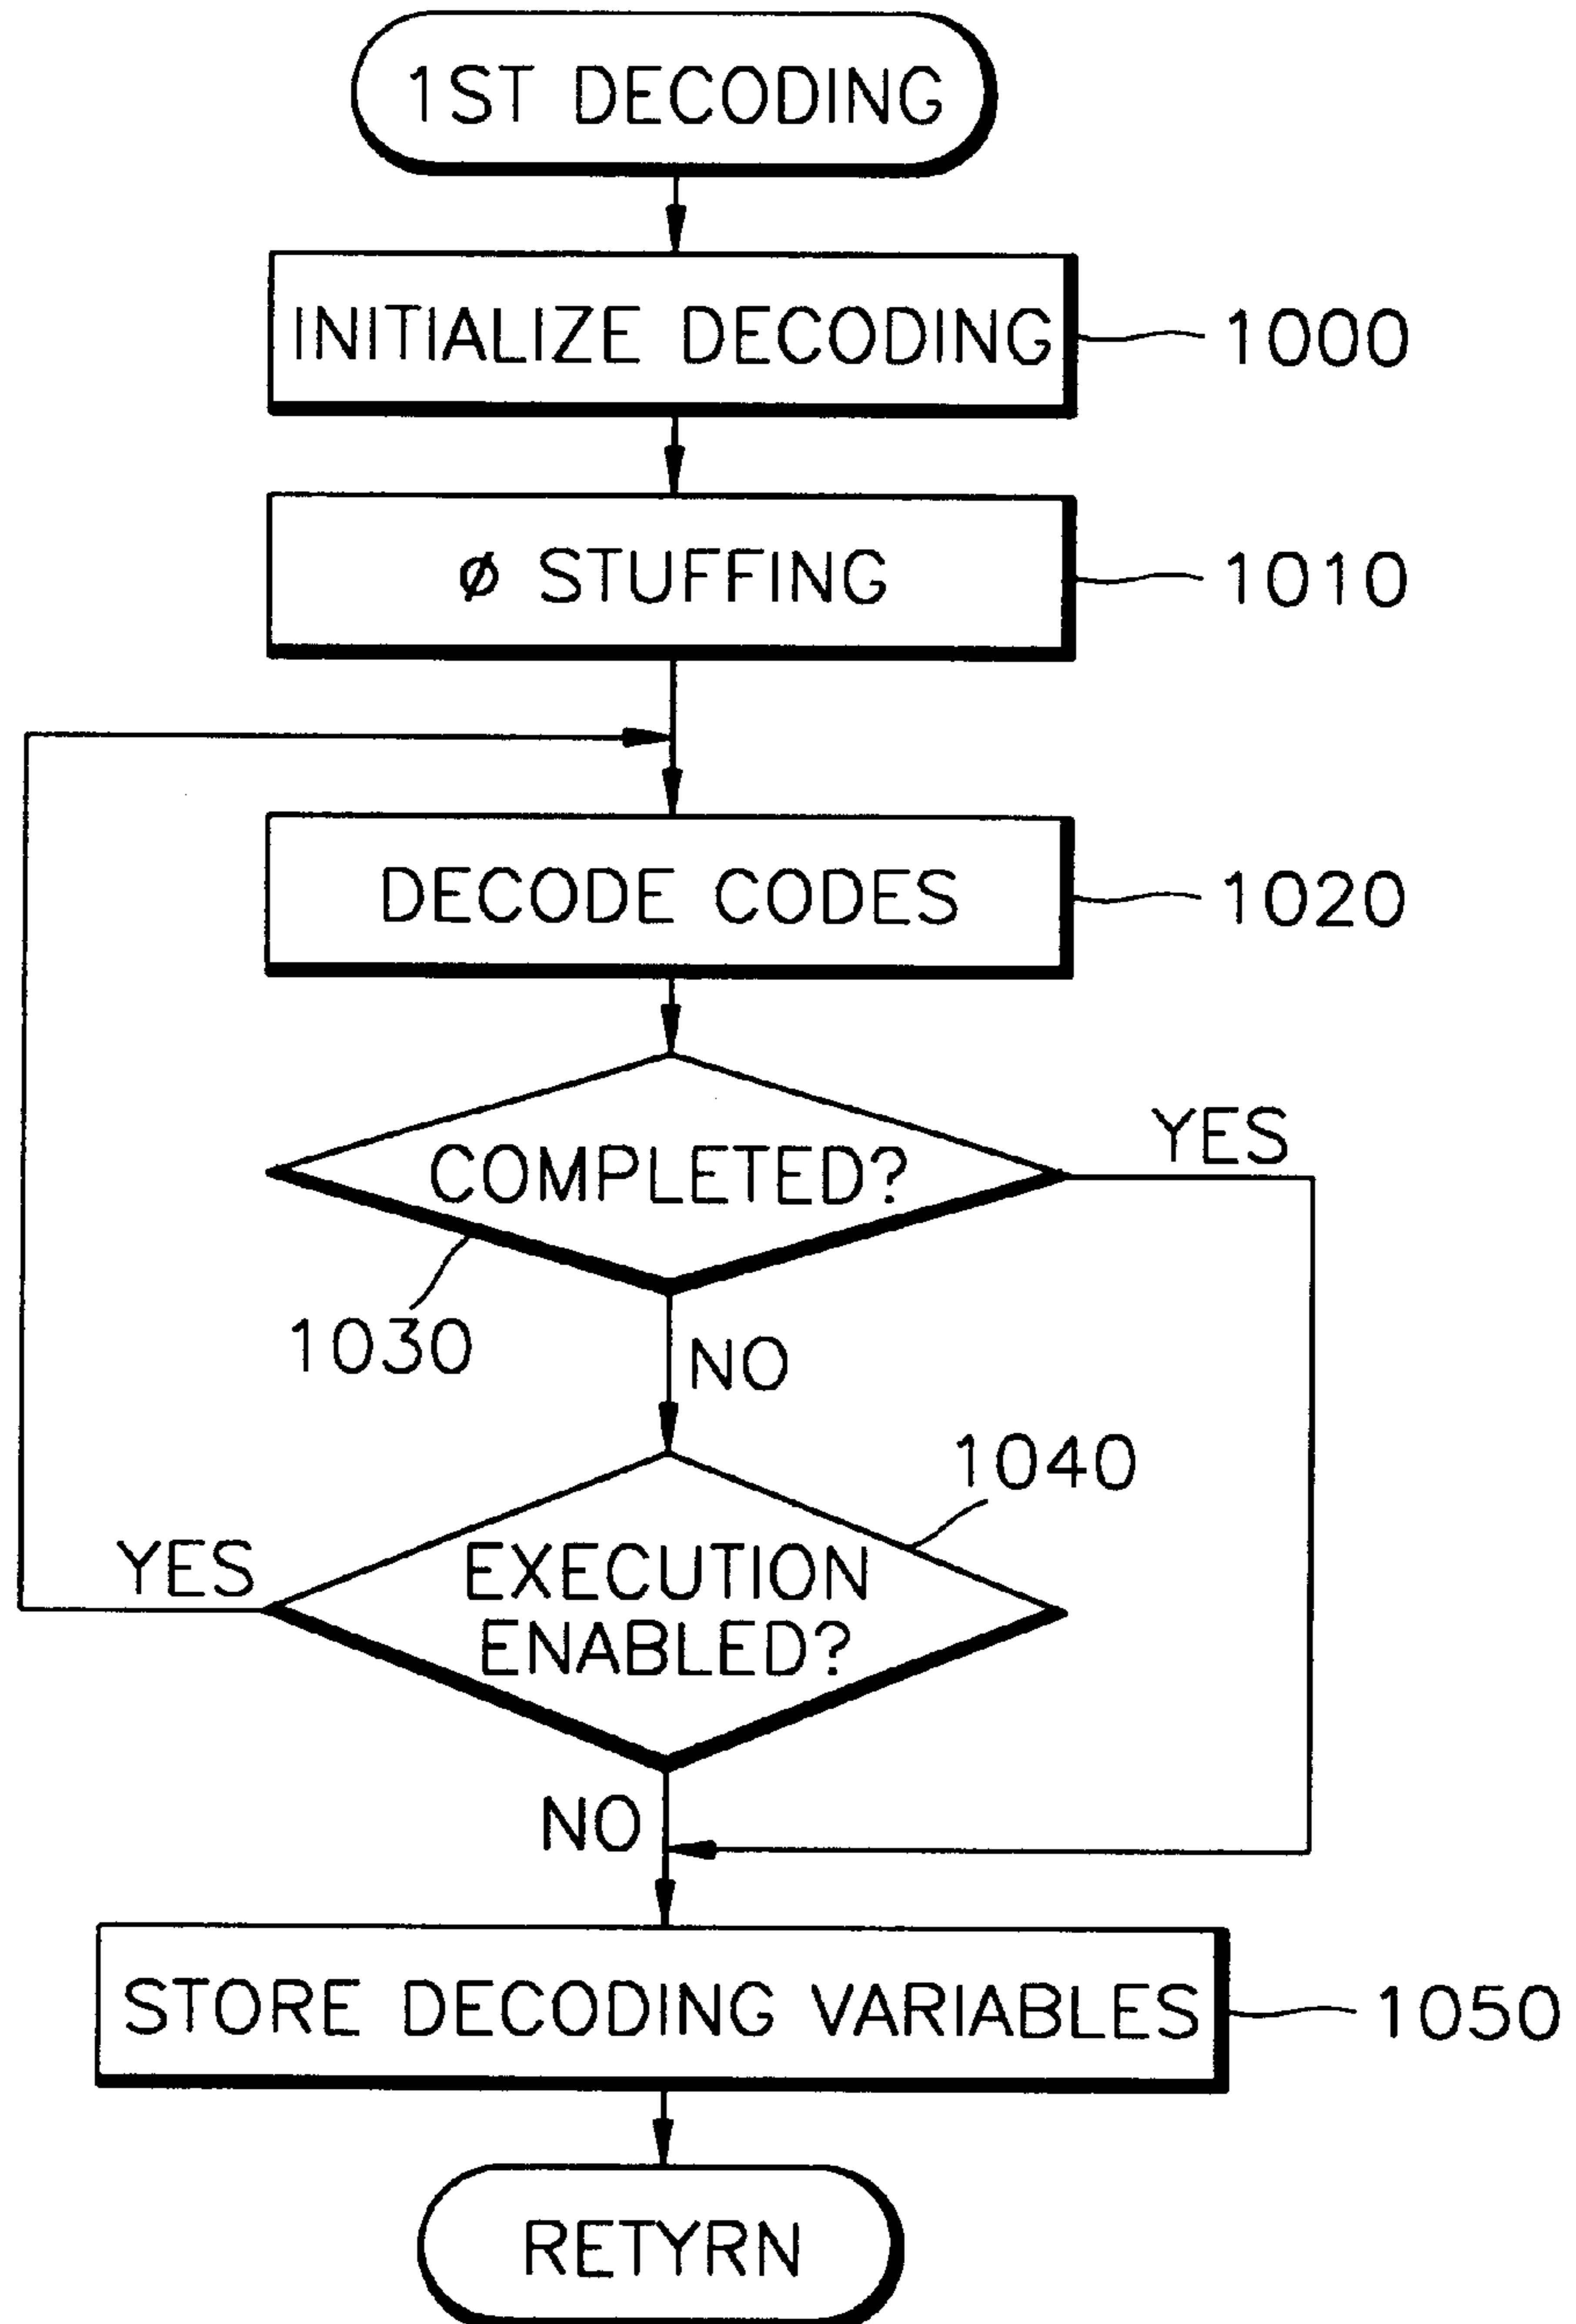 1ST DECODING
INITIALIZE DECODING
1000
ø STUFFING
1010
DECODE CODES
1020
COMPLETED?
YES
1030
NO
1040
EXECUTION
ENABLED?
YES
NO
STORE DECODING VARIABLES
1050
RETYRN